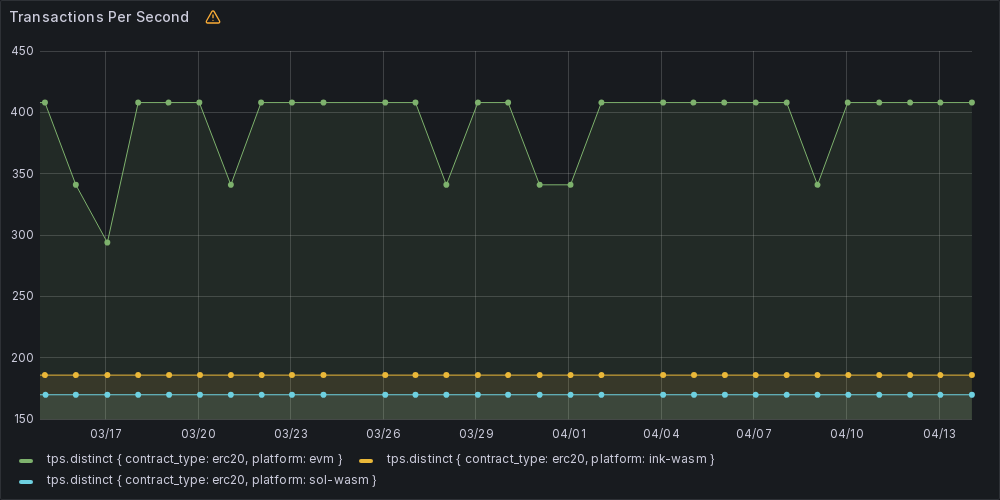 Transactions Per Second
450
400
350
300
250
200
150
03/17 03/20 03/23 03/26 03/29 04/01 04/04 04/07 04/10 04/13
tps.distinct { contract_type: erc20, platform: evm } tps.distinct { contract_type: erc20, platform: ink-wasm }
tps.distinct { contract_type: erc20, platform: sol-wasm }